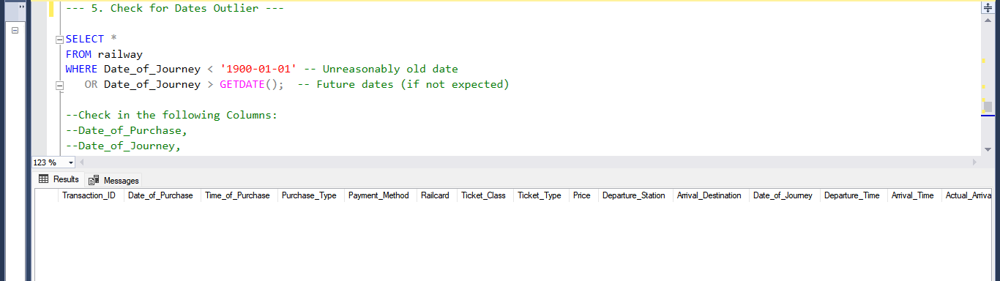 --- 5. Check for Dates Outlier ---
SELECT *
FROM railway
WHERE Date_of_Journey < '1900-01-01' -- Unreasonably old date
OR Date_of_Journey > GETDATE(); -- Future dates (if not expected)
--Check in the following Columns:
--Date_of_Purchase,
--Date_of_Journey,
123 %
Results Messages
Transaction_ID Date_of_Purchase Time_of_Purchase Purchase_Type Payment_Method Railcard Ticket_Class Ticket_Type Price Departure_Station Arrival_Destination Date_of_Journey Departure_Time Arrival_Time Actual_Arriva